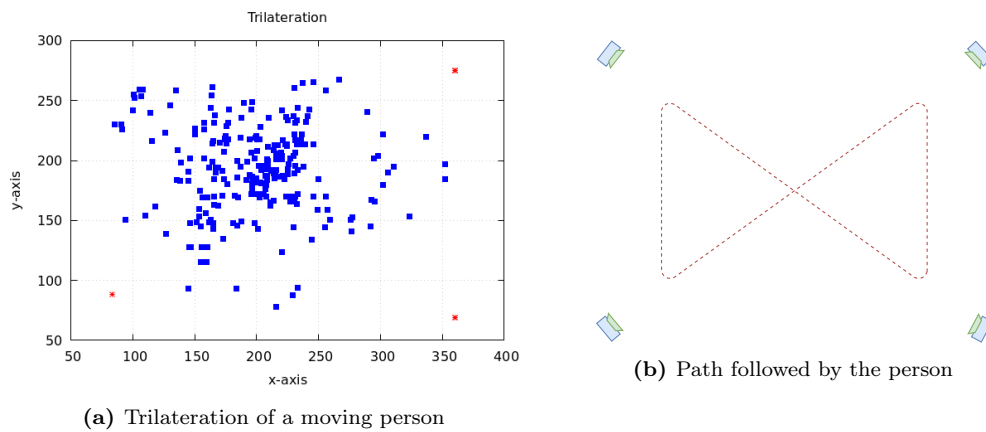 Trilateration
300
250
200
150
100
50
y-axis
50 100 150 200 250 300 350 400
x-axis
(a) Trilateration of a moving person
(b) Path followed by the person